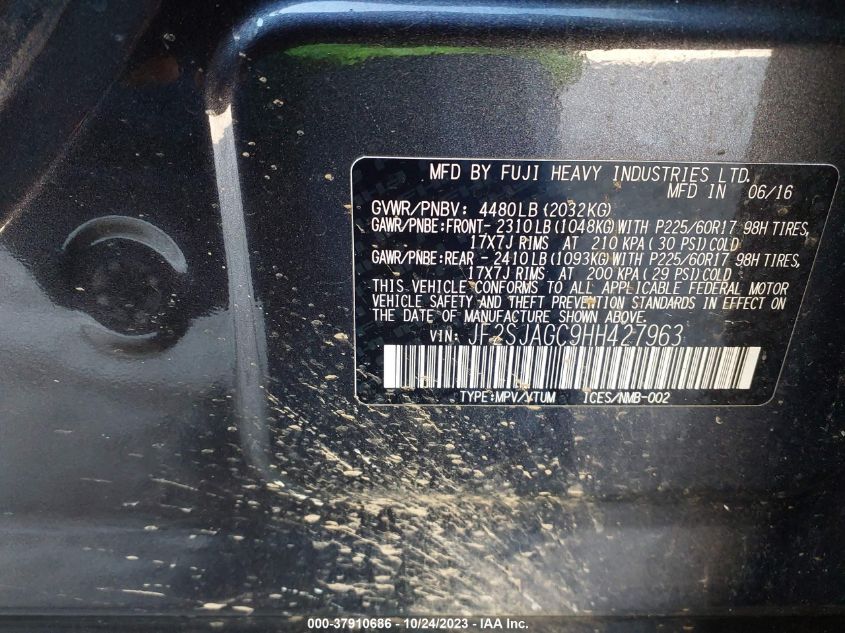 MFD BY FUJI HEAVY INDUSTRIES LTD.
MFD IN 06/16
GVWR/PNBV: 4480LB(2032KG)
GAWR/PNBE:FRONT- 2310LB(1048KG)WITH P225/60R17 98H TIRES,
17X7J RIMS AT 210 KPA(30 PSI)COLD
GAWR/PNBE:REAR - 2410LB(1093KG)WITH P225/60R17 98H TIRES,
17X7J RIMS AT 200 KPA(29 PSI)COLD
THIS VEHICLE CONFORMS TO ALL APPLICABLE FEDERAL MOTOR
VEHICLE SAFETY AND THEFT PREVENTION STANDARDS IN EFFECT ON
THE DATE OF MANUFACTURE SHOWN ABOVE.
VIN: JF2SJAGC9HH427963
TYPE:MPV/VTUM ICES/NMB-002
000-37910686 - 10/24/2023 - IAA Inc.